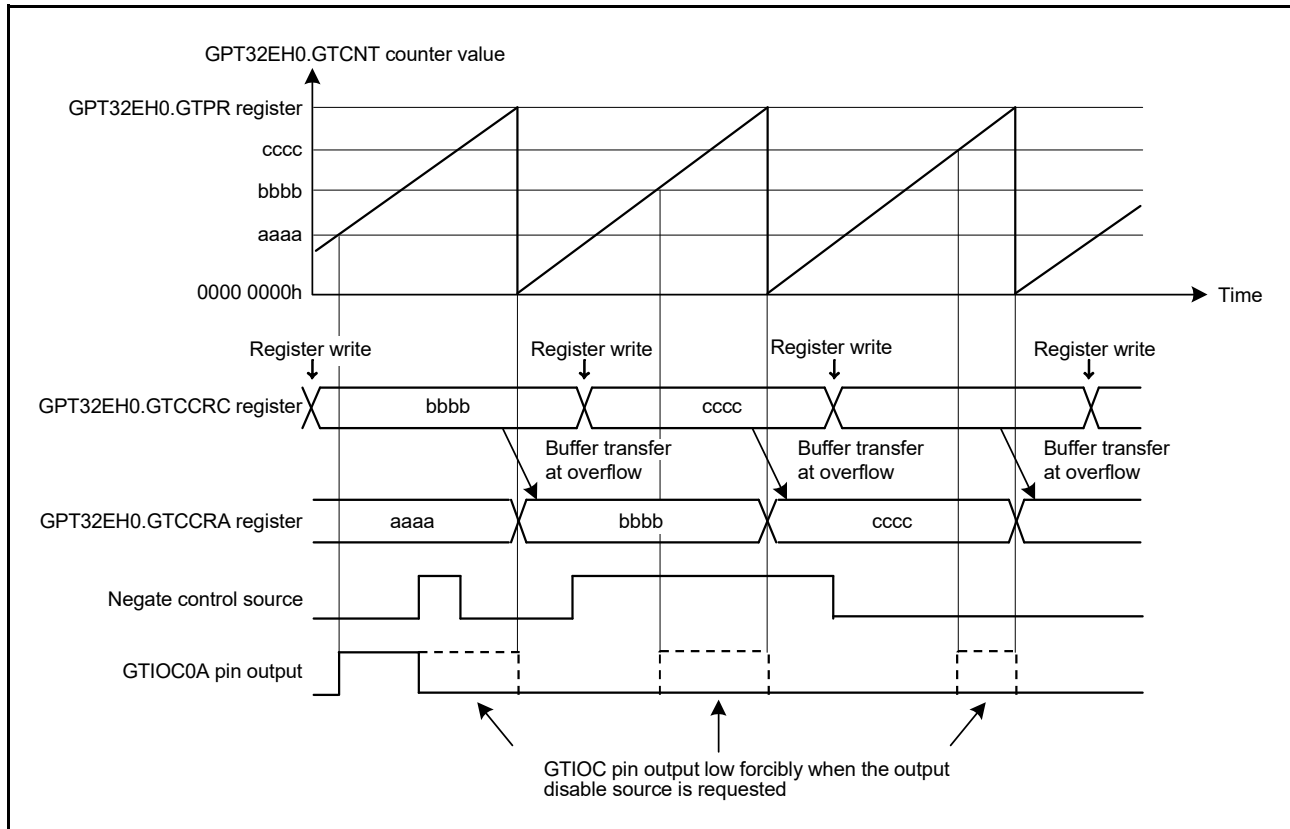 GPT32EH0.GTCNT counter value
GPT32EH0.GTPR register
cccc
bbbb
aaaa
0000 0000h
Time
Register write
Register write
Register write
Register write
GPT32EH0.GTCCRC register
bbbb
cccc
Buffer transfer
at overflow
Buffer transfer
at overflow
Buffer transfer
at overflow
GPT32EH0.GTCCRA register
aaaa
bbbb
cccc
Negate control source
GTIOC0A pin output
GTIOC pin output low forcibly when the output
disable source is requested